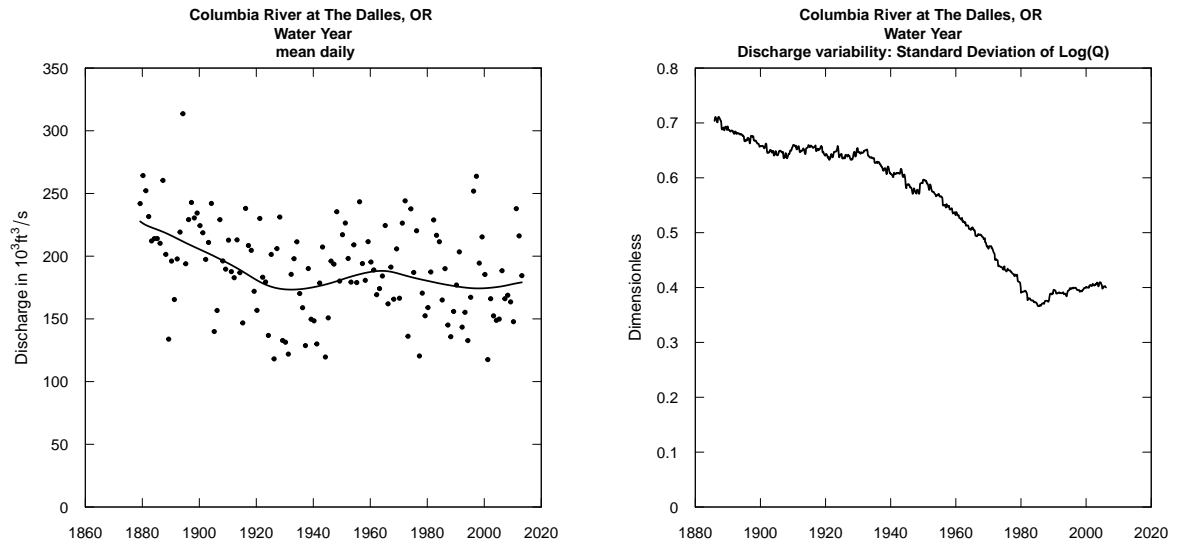 Columbia River at The Dalles, OR
Water Year
mean daily
Discharge in 10³ft³/s
350
300
250
200
150
100
50
0
1860 1880 1900 1920 1940 1960 1980 2000 2020
Columbia River at The Dalles, OR
Water Year
Discharge variability: Standard Deviation of Log(Q)
Dimensionless
0.8
0.7
0.6
0.5
0.4
0.3
0.2
0.1
0
1880 1900 1920 1940 1960 1980 2000 2020